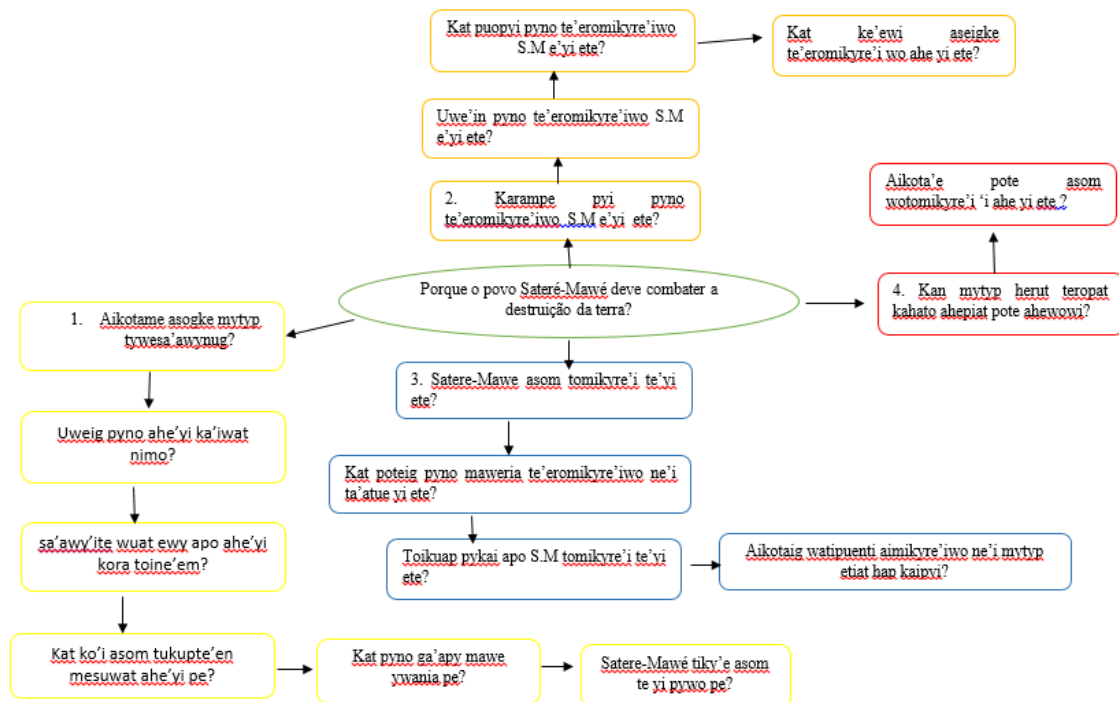 Kat puopyi pyno te'eromikyre'iwo
S.M e'yi ete?
Kat ke'ewi aseigke
te'eromikyre'i wo ahe yi ete?
Uwe'in pyno te'eromikyre'iwo S.M
e'yi ete?
2. Karampe pyi pyno
te'eromikyre'iwo S.M e'yi ete?
Aikota'e pote asom
wotomikyre'i 'i ahe yi ete ?
Porque o povo Sateré-Mawé deve combater a
destruição da terra?
4. Kan mytyp herut teropat
kahato ahepiat pote ahewowi?
1. Aikotame asogke mytyp
tywesa'awynug?
3. Satere-Mawe asom tomikyre'i te'yi
ete?
Uweig pyno ahe'yi ka'iwat
nimo?
Kat poteig pyno maweria te'eromikyre'iwo ne'i
ta'atue yi ete?
sa'awy'ite wuat ewy apo ahe'yi
kora toine'em?
Toikuap pykai apo S.M tomikyre'i te'yi
ete?
Aikotaig watipuenti aimikyre'iwo ne'i mytyp
etiat hap kaipyi?
Kat ko'i asom tukupte'en
mesuwat ahe'yi pe?
Kat pyno ga'apy mawe
ywania pe?
Satere-Mawé tiky'e asom
te yi pywo pe?